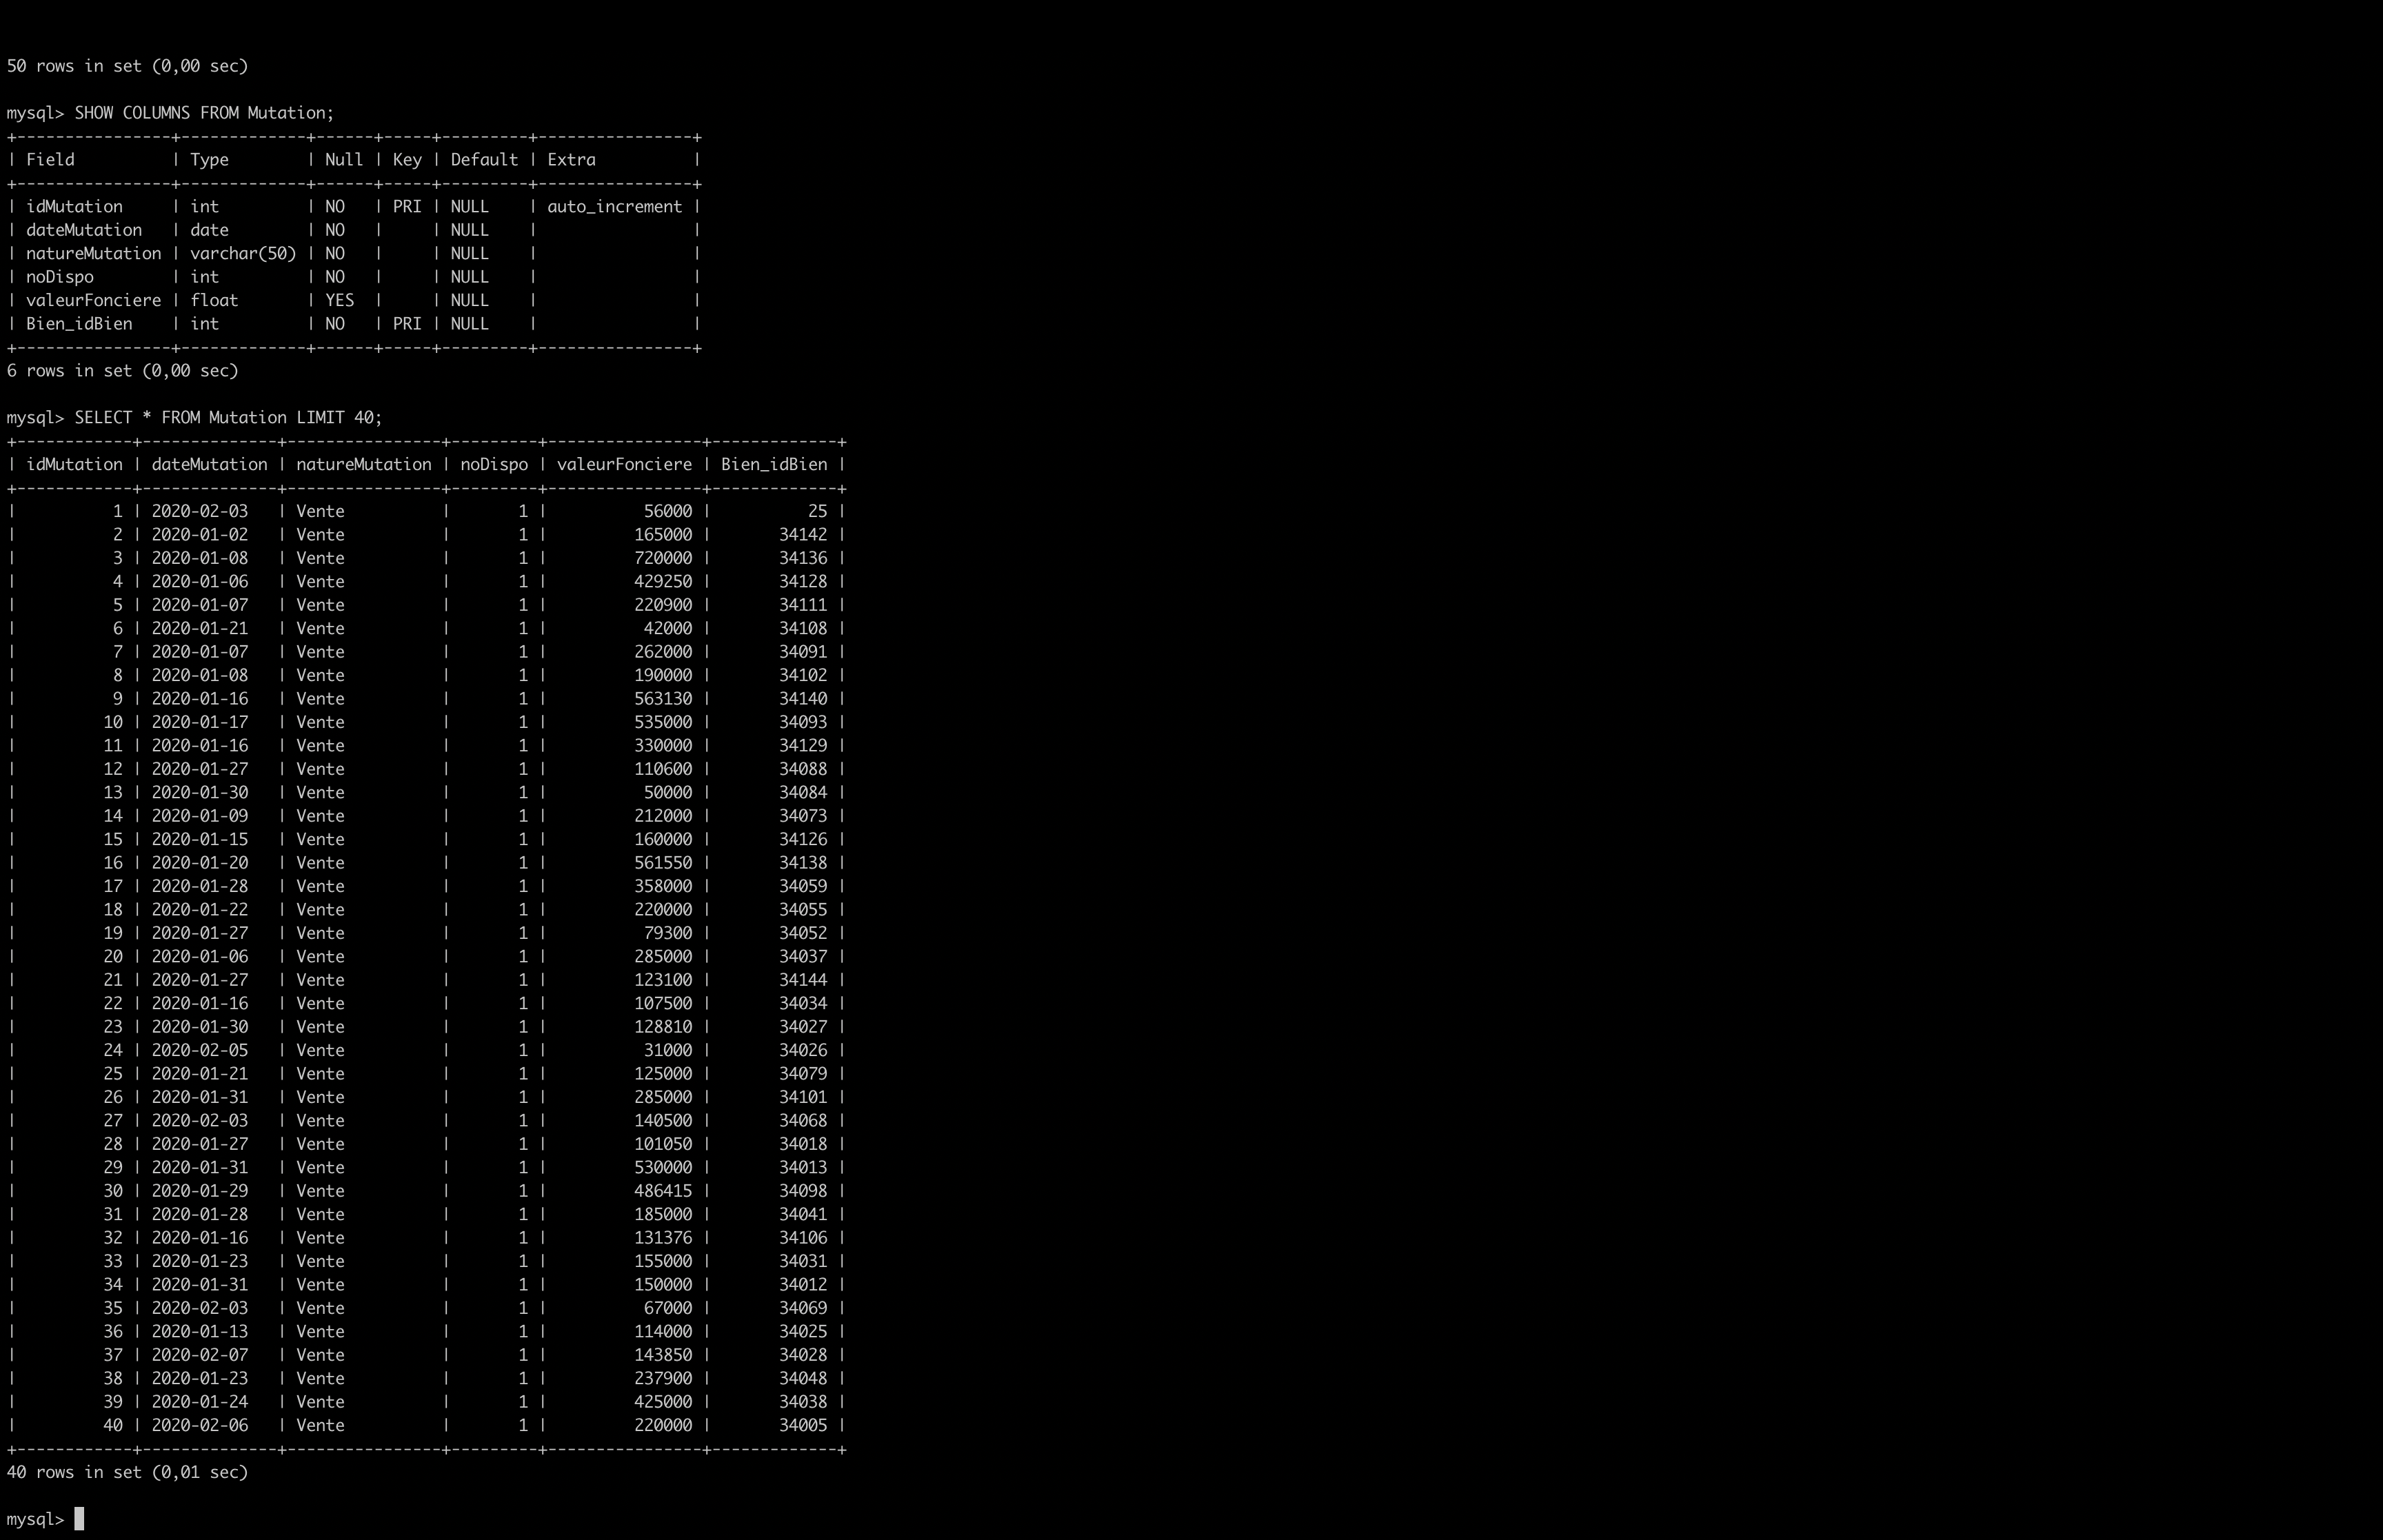 50 rows in set (0,00 sec)
mysql> SHOW COLUMNS FROM Mutation;
+----------------+-------------+------+-----+---------+----------------+
| Field          | Type        | Null | Key | Default | Extra          |
+----------------+-------------+------+-----+---------+----------------+
| idMutation     | int         | NO   | PRI | NULL    | auto_increment |
| dateMutation   | date        | NO   |     | NULL    |                |
| natureMutation | varchar(50) | NO   |     | NULL    |                |
| noDispo        | int         | NO   |     | NULL    |                |
| valeurFonciere | float       | YES  |     | NULL    |                |
| Bien_idBien    | int         | NO   | PRI | NULL    |                |
+----------------+-------------+------+-----+---------+----------------+
6 rows in set (0,00 sec)
mysql> SELECT * FROM Mutation LIMIT 40;
+------------+--------------+----------------+---------+----------------+-------------+
| idMutation | dateMutation | natureMutation | noDispo | valeurFonciere | Bien_idBien |
+------------+--------------+----------------+---------+----------------+-------------+
|          1 | 2020-02-03   | Vente          |       1 |          56000 |          25 |
|          2 | 2020-01-02   | Vente          |       1 |         165000 |       34142 |
|          3 | 2020-01-08   | Vente          |       1 |         720000 |       34136 |
|          4 | 2020-01-06   | Vente          |       1 |         429250 |       34128 |
|          5 | 2020-01-07   | Vente          |       1 |         220900 |       34111 |
|          6 | 2020-01-21   | Vente          |       1 |          42000 |       34108 |
|          7 | 2020-01-07   | Vente          |       1 |         262000 |       34091 |
|          8 | 2020-01-08   | Vente          |       1 |         190000 |       34102 |
|          9 | 2020-01-16   | Vente          |       1 |         563130 |       34140 |
|         10 | 2020-01-17   | Vente          |       1 |         535000 |       34093 |
|         11 | 2020-01-16   | Vente          |       1 |         330000 |       34129 |
|         12 | 2020-01-27   | Vente          |       1 |         110600 |       34088 |
|         13 | 2020-01-30   | Vente          |       1 |          50000 |       34084 |
|         14 | 2020-01-09   | Vente          |       1 |         212000 |       34073 |
|         15 | 2020-01-15   | Vente          |       1 |         160000 |       34126 |
|         16 | 2020-01-20   | Vente          |       1 |         561550 |       34138 |
|         17 | 2020-01-28   | Vente          |       1 |         358000 |       34059 |
|         18 | 2020-01-22   | Vente          |       1 |         220000 |       34055 |
|         19 | 2020-01-27   | Vente          |       1 |          79300 |       34052 |
|         20 | 2020-01-06   | Vente          |       1 |         285000 |       34037 |
|         21 | 2020-01-27   | Vente          |       1 |         123100 |       34144 |
|         22 | 2020-01-16   | Vente          |       1 |         107500 |       34034 |
|         23 | 2020-01-30   | Vente          |       1 |         128810 |       34027 |
|         24 | 2020-02-05   | Vente          |       1 |          31000 |       34026 |
|         25 | 2020-01-21   | Vente          |       1 |         125000 |       34079 |
|         26 | 2020-01-31   | Vente          |       1 |         285000 |       34101 |
|         27 | 2020-02-03   | Vente          |       1 |         140500 |       34068 |
|         28 | 2020-01-27   | Vente          |       1 |         101050 |       34018 |
|         29 | 2020-01-31   | Vente          |       1 |         530000 |       34013 |
|         30 | 2020-01-29   | Vente          |       1 |         486415 |       34098 |
|         31 | 2020-01-28   | Vente          |       1 |         185000 |       34041 |
|         32 | 2020-01-16   | Vente          |       1 |         131376 |       34106 |
|         33 | 2020-01-23   | Vente          |       1 |         155000 |       34031 |
|         34 | 2020-01-31   | Vente          |       1 |         150000 |       34012 |
|         35 | 2020-02-03   | Vente          |       1 |          67000 |       34069 |
|         36 | 2020-01-13   | Vente          |       1 |         114000 |       34025 |
|         37 | 2020-02-07   | Vente          |       1 |         143850 |       34028 |
|         38 | 2020-01-23   | Vente          |       1 |         237900 |       34048 |
|         39 | 2020-01-24   | Vente          |       1 |         425000 |       34038 |
|         40 | 2020-02-06   | Vente          |       1 |         220000 |       34005 |
+------------+--------------+----------------+---------+----------------+-------------+
40 rows in set (0,01 sec)
mysql>